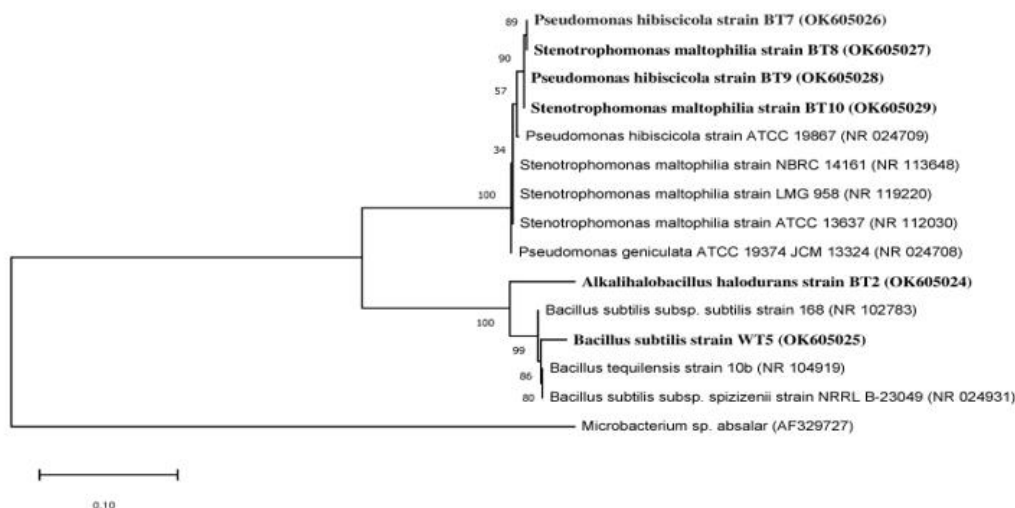 89
Pseudomonas hibiscicola strain BT7 (OK605026)
Stenotrophomonas maltophilia strain BT8 (OK605027)
90
Pseudomonas hibiscicola strain BT9 (OK605028)
57
Stenotrophomonas maltophilia strain BT10 (OK605029)
Pseudomonas hibiscicola strain ATCC 19867 (NR 024709)
34
Stenotrophomonas maltophilia strain NBRC 14161 (NR 113648)
100
Stenotrophomonas maltophilia strain LMG 958 (NR 119220)
Stenotrophomonas maltophilia strain ATCC 13637 (NR 112030)
Pseudomonas geniculata ATCC 19374 JCM 13324 (NR 024708)
Alkalihalobacillus halodurans strain BT2 (OK605024)
Bacillus subtilis subsp. subtilis strain 168 (NR 102783)
100
Bacillus subtilis strain WT5 (OK605025)
99
Bacillus tequilensis strain 10b (NR 104919)
86
80
Bacillus subtilis subsp. spizizenii strain NRRL B-23049 (NR 024931)
Microbacterium sp. absalar (AF329727)
0.10